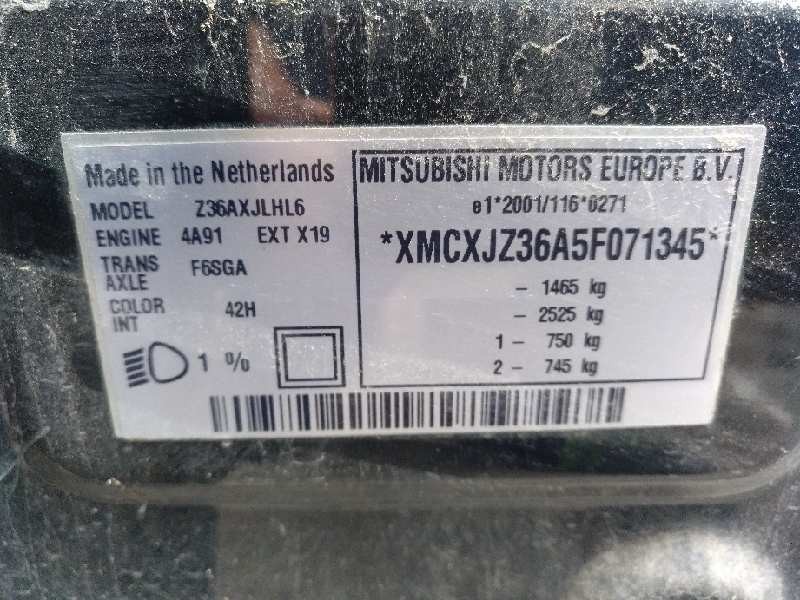 Made in the Netherlands
MODEL Z36AXJLHL6
ENGINE 4A91 EXT X19
TRANS AXLE F6SGA
COLOR INT 42H
1 %
MITSUBISHI MOTORS EUROPE B.V.
e1*2001/116*0271
*XMCXJZ36A5F071345*
- 1465 kg
- 2525 kg
1 - 750 kg
2 - 745 kg